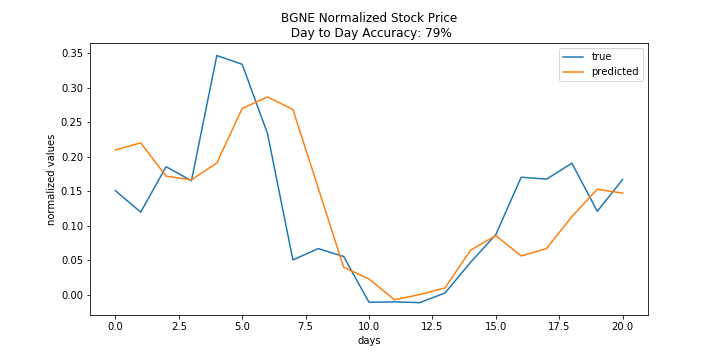 BGNE Normalized Stock Price
Day to Day Accuracy: 79%
true
predicted
normalized values
0.35
0.30
0.25
0.20
0.15
0.10
0.05
0.00
0.0 2.5 5.0 7.5 10.0 12.5 15.0 17.5 20.0
days